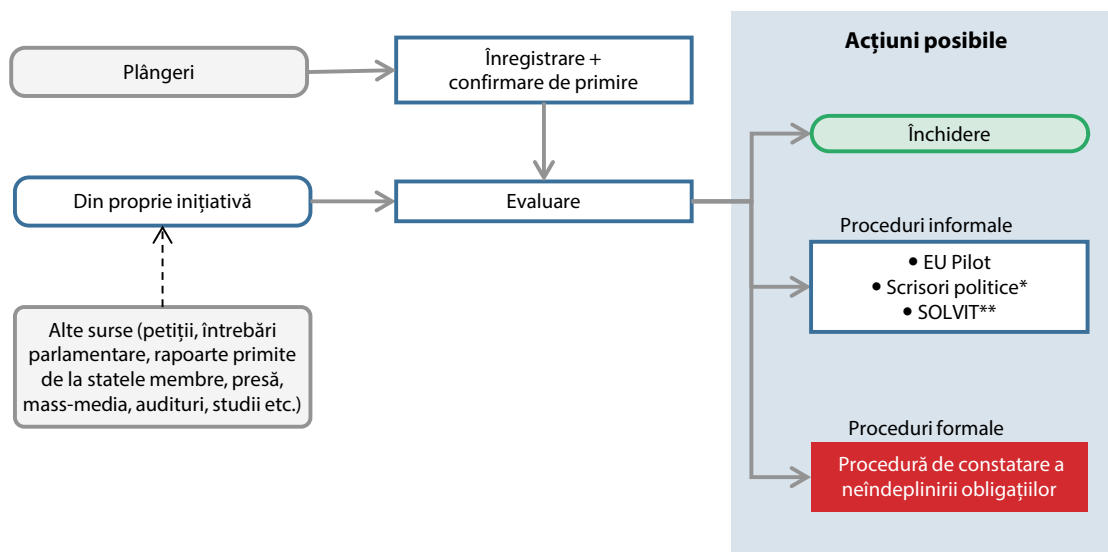 Plângeri
Înregistrare +
confirmare de primire
Din proprie inițiativă
Evaluare
Alte surse (petiții, întrebări
parlamentare, rapoarte primite
de la statele membre, presă,
mass-media, audituri, studii etc.)
Acțiuni posibile
Închidere
Proceduri informale
• EU Pilot
• Scrisori politice*
• SOLVIT**
Proceduri formale
Procedură de constatare a
neîndeplinirii obligațiilor